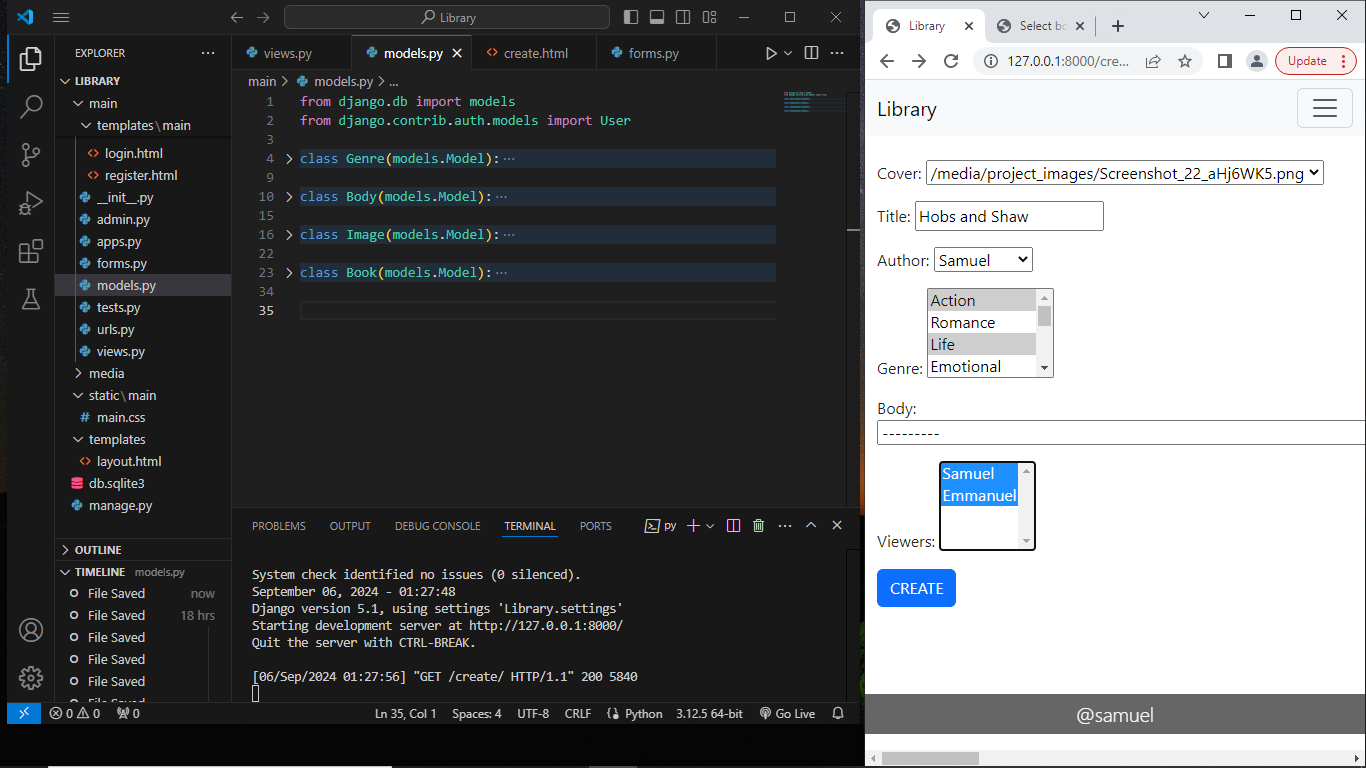 Library
EXPLORER
LIBRARY
main
templates\main
login.html
register.html
__init__.py
admin.py
apps.py
forms.py
models.py
tests.py
urls.py
views.py
media
static\main
main.css
templates
layout.html
db.sqlite3
manage.py
OUTLINE
TIMELINE models.py
File Saved now
File Saved 18 hrs
File Saved
File Saved
File Saved
views.py models.py create.html forms.py
main > models.py > ...
1 from django.db import models
2 from django.contrib.auth.models import User
3
4 class Genre(models.Model): ...
9
10 class Body(models.Model): ...
15
16 class Image(models.Model): ...
22
23 class Book(models.Model): ...
34
35
PROBLEMS OUTPUT DEBUG CONSOLE TERMINAL PORTS py
System check identified no issues (0 silenced).
September 06, 2024 - 01:27:48
Django version 5.1, using settings 'Library.settings'
Starting development server at http://127.0.0.1:8000/
Quit the server with CTRL-BREAK.
[06/Sep/2024 01:27:56] "GET /create/ HTTP/1.1" 200 5840
0 0 0 Ln 35, Col 1 Spaces: 4 UTF-8 CRLF Python 3.12.5 64-bit Go Live
Library Select bo
127.0.0.1:8000/cre... Update
Library
Cover: /media/project_images/Screenshot_22_aHj6WK5.png
Title: Hobs and Shaw
Author: Samuel
Action
Romance
Life
Emotional
Genre:
Body:
---------
Samuel
Emmanuel
Viewers:
CREATE
@samuel